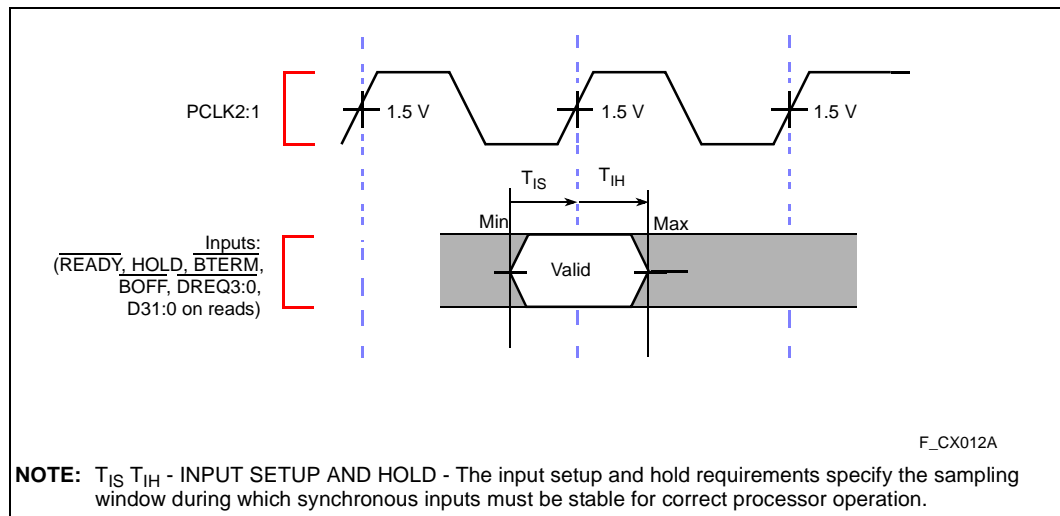 PCLK2:1
1.5 V
1.5 V
1.5 V
TIS
TIH
Min
Max
Inputs:
(READY, HOLD, BTERM,
BOFF, DREQ3:0,
D31:0 on reads)
Valid
F_CX012A
NOTE: TIS TIH - INPUT SETUP AND HOLD - The input setup and hold requirements specify the sampling
window during which synchronous inputs must be stable for correct processor operation.